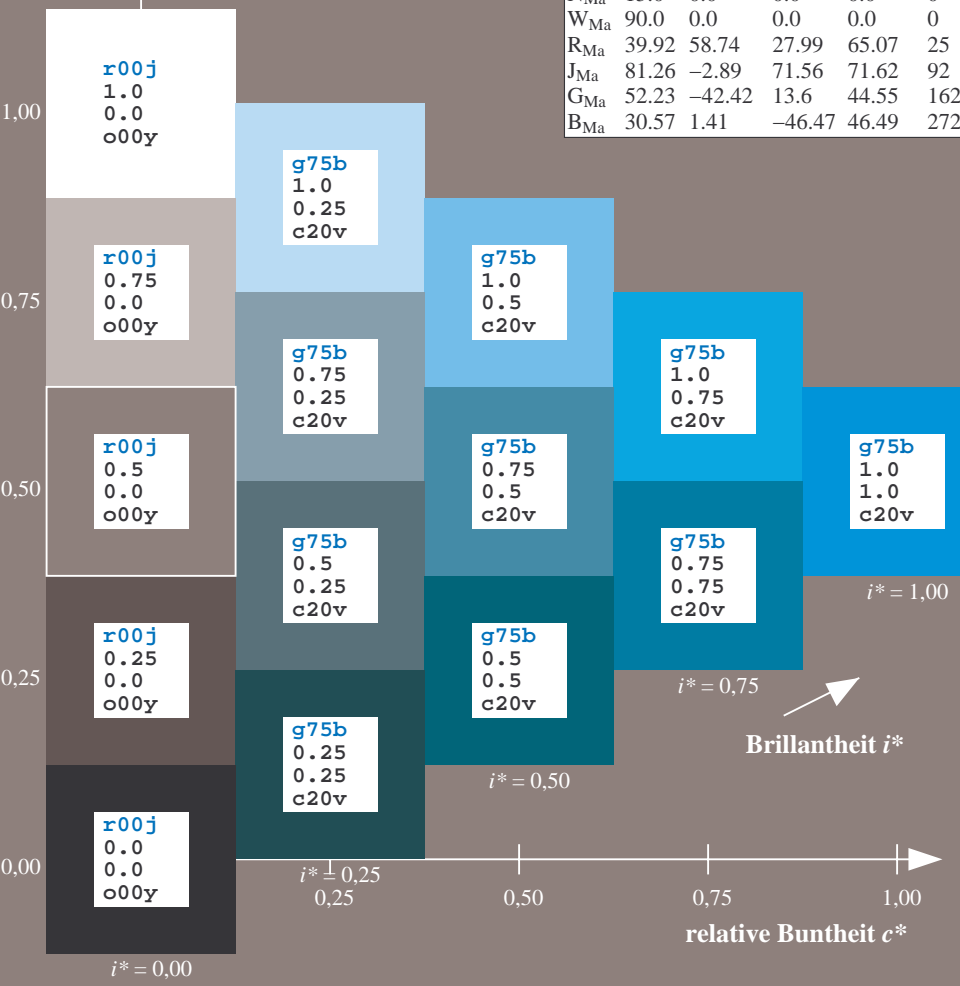 W_Ma 90.0 0.0 0.0 0.0 0
R_Ma 39.92 58.74 27.99 65.07 25
J_Ma 81.26 −2.89 71.56 71.62 92
G_Ma 52.23 −42.42 13.6 44.55 162
B_Ma 30.57 1.41 −46.47 46.49 272
r00j
1.0
0.0
o00y
1,00
g75b
1.0
0.25
c20v
r00j
0.75
0.0
o00y
g75b
1.0
0.5
c20v
0,75
g75b
0.75
0.25
c20v
g75b
1.0
0.75
c20v
r00j
0.5
0.0
o00y
g75b
0.75
0.5
c20v
g75b
1.0
1.0
c20v
0,50
g75b
0.5
0.25
c20v
g75b
0.75
0.75
c20v
i* = 1,00
r00j
0.25
0.0
o00y
g75b
0.5
0.5
c20v
0,25
i* = 0,75
g75b
0.25
0.25
c20v
Brillantheit i*
i* = 0,50
r00j
0.0
0.0
o00y
0,00
i* = 0,25
0,25 0,50 0,75 1,00
relative Buntheit c*
i* = 0,00